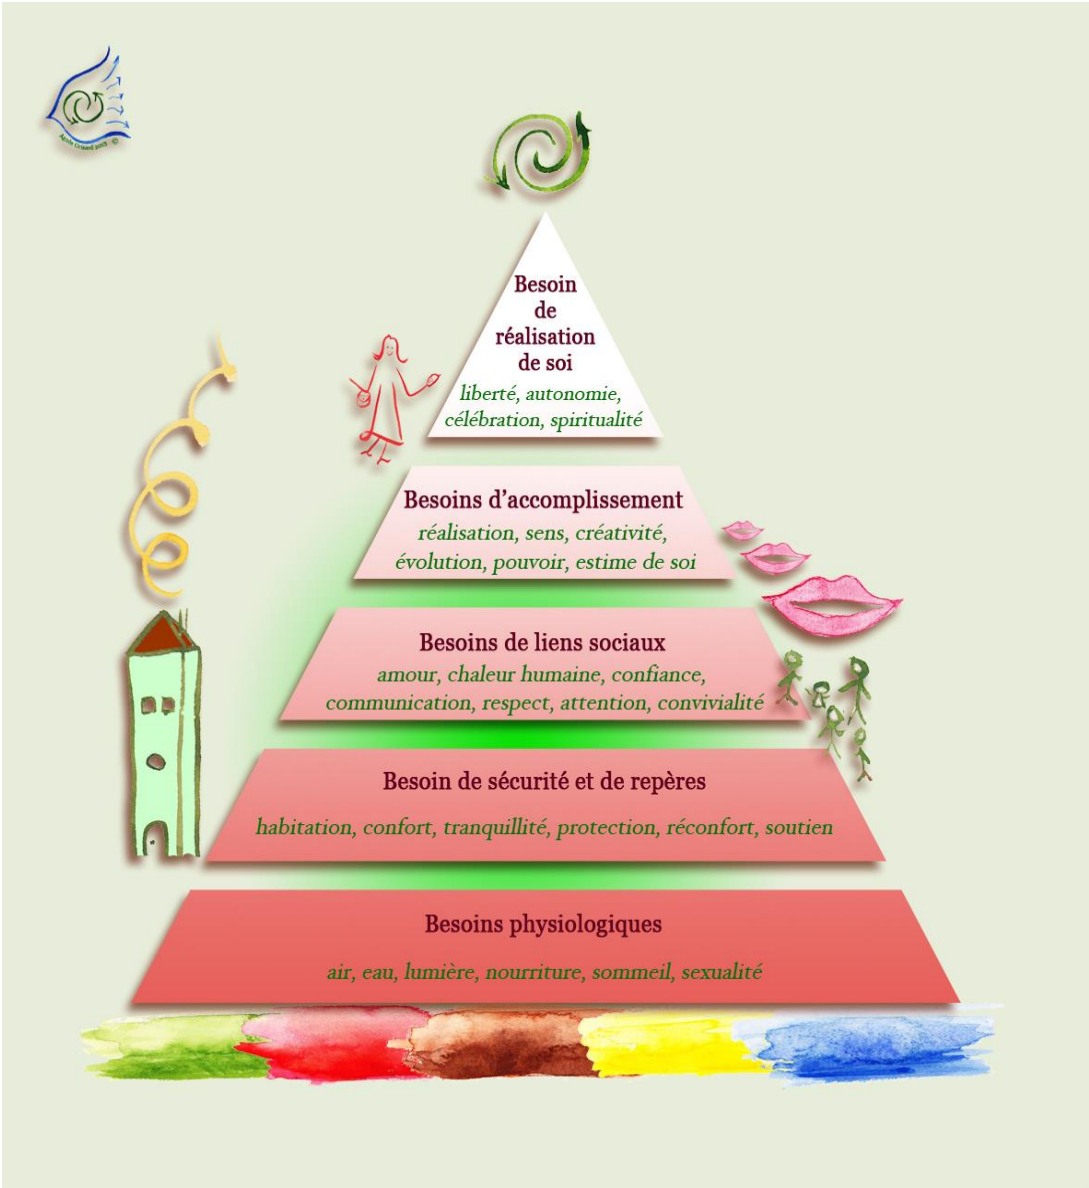 Besoin
de
réalisation
de soi
liberté, autonomie,
célébration, spiritualité
Besoins d’accomplissement
réalisation, sens, créativité,
évolution, pouvoir, estime de soi
Besoins de liens sociaux
amour, chaleur humaine, confiance,
communication, respect, attention, convivialité
Besoin de sécurité et de repères
habitation, confort, tranquillité, protection, réconfort, soutien
Besoins physiologiques
air, eau, lumière, nourriture, sommeil, sexualité